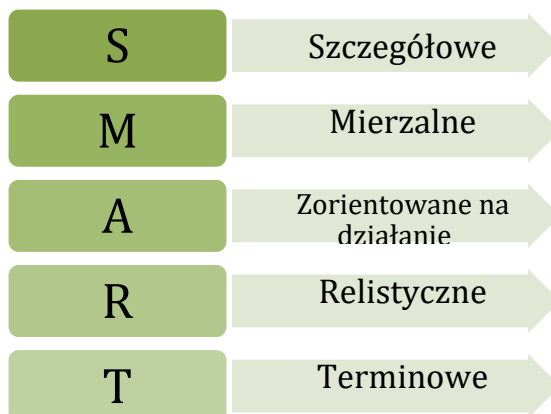 S
Szczegółowe
M
Mierzalne
A
Zorientowane na
działanie
R
Relistyczne
T
Terminowe